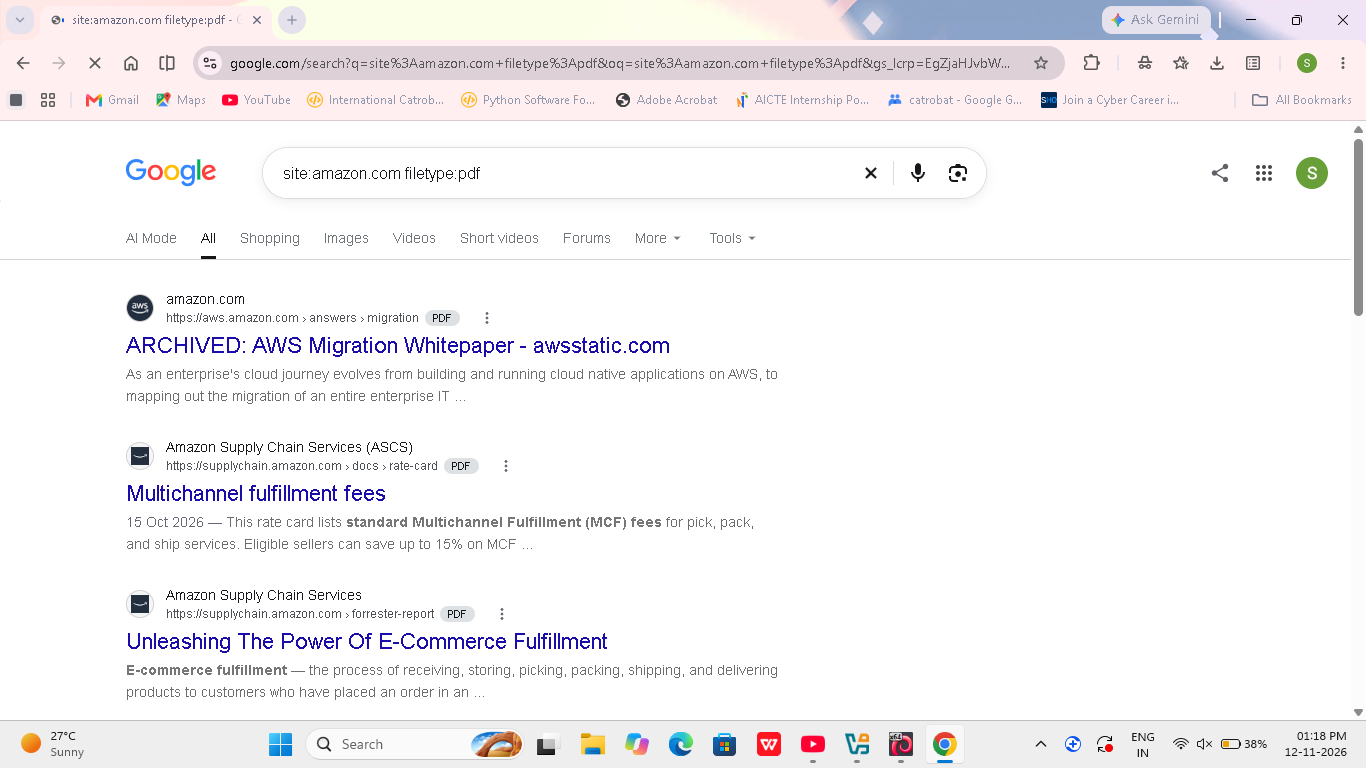 site:amazon.com filetype:pdf - G
Ask Gemini
google.com/search?q=site%3Aamazon.com+filetype%3Apdf&oq=site%3Aamazon.com+filetype%3Apdf&gs_lcrp=EgZjaHJvbW...
S
Gmail
Maps
YouTube
International Catrob...
Python Software Fo...
Adobe Acrobat
AICTE Internship Po...
catrobat - Google G...
Join a Cyber Career i...
All Bookmarks
Google
site:amazon.com filetype:pdf
S
AI Mode
All
Shopping
Images
Videos
Short videos
Forums
More
Tools
aws
amazon.com
https://aws.amazon.com › answers › migration PDF
ARCHIVED: AWS Migration Whitepaper - awsstatic.com
As an enterprise's cloud journey evolves from building and running cloud native applications on AWS, to
mapping out the migration of an entire enterprise IT ...
Amazon Supply Chain Services (ASCS)
https://supplychain.amazon.com › docs › rate-card PDF
Multichannel fulfillment fees
15 Oct 2026 — This rate card lists standard Multichannel Fulfillment (MCF) fees for pick, pack,
and ship services. Eligible sellers can save up to 15% on MCF ...
Amazon Supply Chain Services
https://supplychain.amazon.com › forrester-report PDF
Unleashing The Power Of E-Commerce Fulfillment
E-commerce fulfillment — the process of receiving, storing, picking, packing, shipping, and delivering
products to customers who have placed an order in an ...
27°C
Sunny
Search
ENG
IN
38%
01:18 PM
12-11-2026